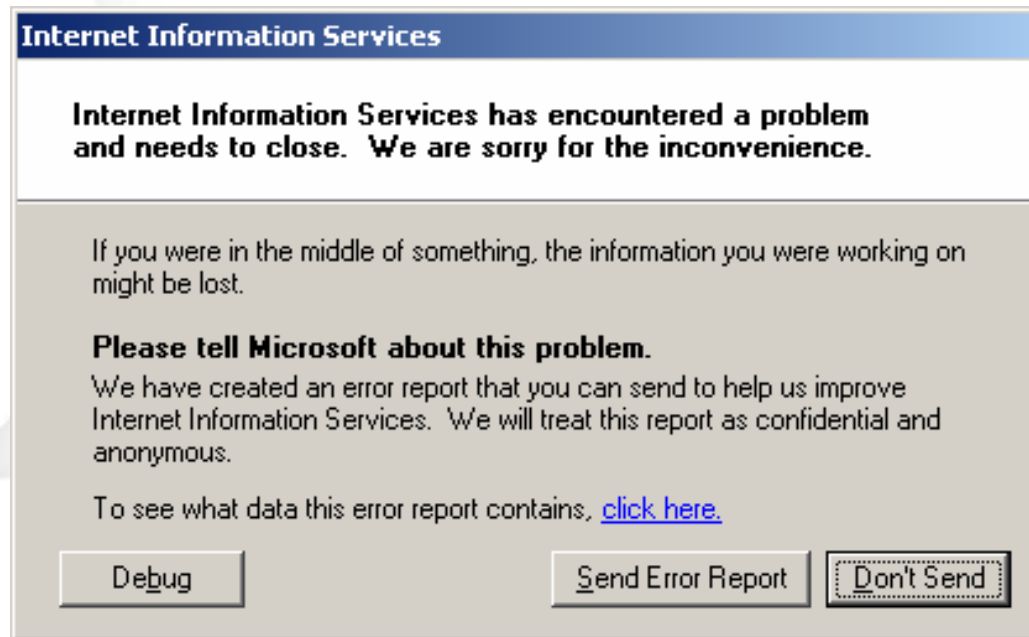 Internet Information Services
Internet Information Services has encountered a problem
and needs to close.  We are sorry for the inconvenience.
If you were in the middle of something, the information you were working on
might be lost.
Please tell Microsoft about this problem.
We have created an error report that you can send to help us improve
Internet Information Services.  We will treat this report as confidential and
anonymous.
To see what data this error report contains, click here.
Debug
Send Error Report
Don't Send